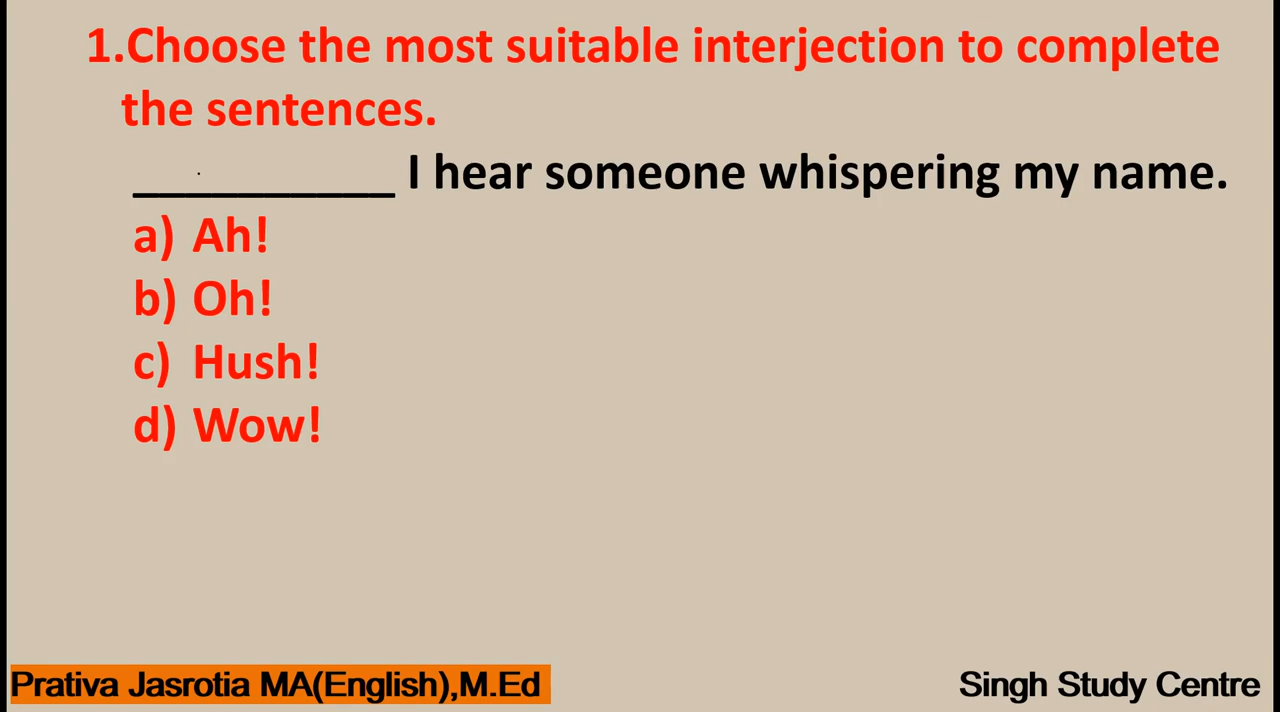 1.Choose the most suitable interjection to complete
the sentences.
__________ I hear someone whispering my name.
a) Ah!
b) Oh!
c) Hush!
d) Wow!
Prativa Jasrotia MA(English),M.Ed
Singh Study Centre